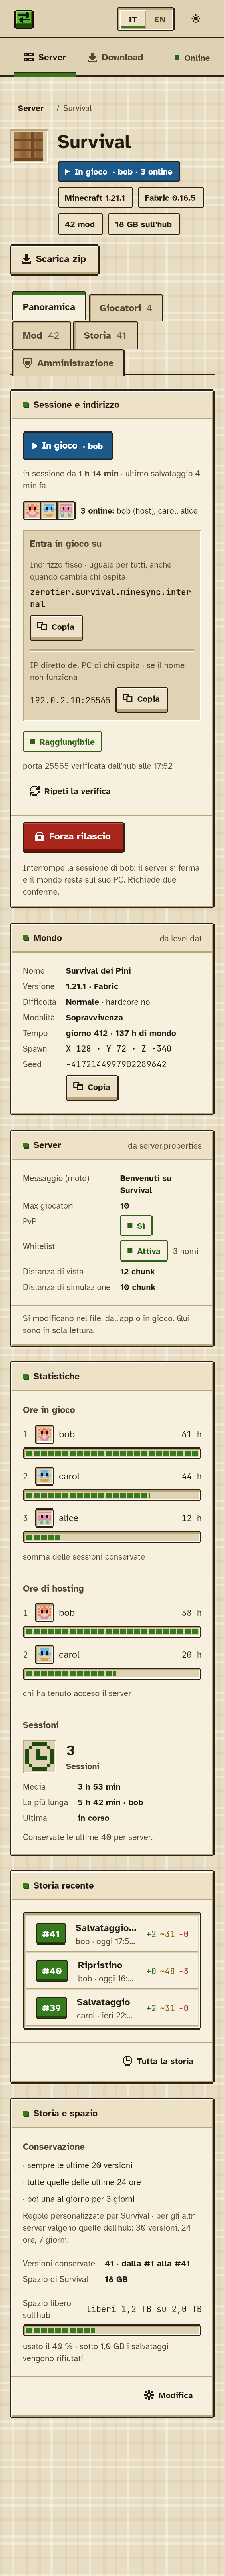 IT EN
Server Download Online
Server / Survival
Survival
In gioco · bob · 3 online
Minecraft 1.21.1 Fabric 0.16.5
42 mod 18 GB sull'hub
Scarica zip
Panoramica Giocatori 4
Mod 42 Storia 41
Amministrazione
Sessione e indirizzo
In gioco · bob
in sessione da 1 h 14 min · ultimo salvataggio 4
min fa
3 online: bob (host), carol, alice
Entra in gioco su
Indirizzo fisso · uguale per tutti, anche
quando cambia chi ospita
zerotier.survival.minesync.inter
nal
Copia
IP diretto del PC di chi ospita · se il nome
non funziona
192.0.2.10:25565 Copia
Raggiungibile
porta 25565 verificata dall'hub alle 17:52
Ripeti la verifica
Forza rilascio
Interrompe la sessione di bob: il server si ferma
e il mondo resta sul suo PC. Richiede due
conferme.
Mondo da level.dat
Nome Survival dei Pini
Versione 1.21.1 · Fabric
Difficoltà Normale · hardcore no
Modalità Sopravvivenza
Tempo giorno 412 · 137 h di mondo
Spawn X 128 · Y 72 · Z -340
Seed -4172144997902289642
Copia
Server da server.properties
Messaggio (motd) Benvenuti su
Survival
Max giocatori 10
PvP Sì
Whitelist Attiva 3 nomi
Distanza di vista 12 chunk
Distanza di simulazione 10 chunk
Si modificano nel file, dall'app o in gioco. Qui
sono in sola lettura.
Statistiche
Ore in gioco
1 bob 61 h
2 carol 44 h
3 alice 12 h
somma delle sessioni conservate
Ore di hosting
1 bob 38 h
2 carol 20 h
chi ha tenuto acceso il server
Sessioni
3
Sessioni
Media 3 h 53 min
La più lunga 5 h 42 min · bob
Ultima in corso
Conservate le ultime 40 per server.
Storia recente
#41 Salvataggio... +2 ~31 -0
bob · oggi 17:5...
#40 Ripristino +0 ~48 -3
bob · oggi 16:...
#39 Salvataggio +2 ~31 -0
carol · ieri 22:...
Tutta la storia
Storia e spazio
Conservazione
· sempre le ultime 20 versioni
· tutte quelle delle ultime 24 ore
· poi una al giorno per 3 giorni
Regole personalizzate per Survival · per gli altri
server valgono quelle dell'hub: 30 versioni, 24
ore, 7 giorni.
Versioni conservate 41 · dalla #1 alla #41
Spazio di Survival 18 GB
Spazio libero
sull'hub liberi 1,2 TB su 2,0 TB
usato il 40 % · sotto 1,0 GB i salvataggi
vengono rifiutati
Modifica